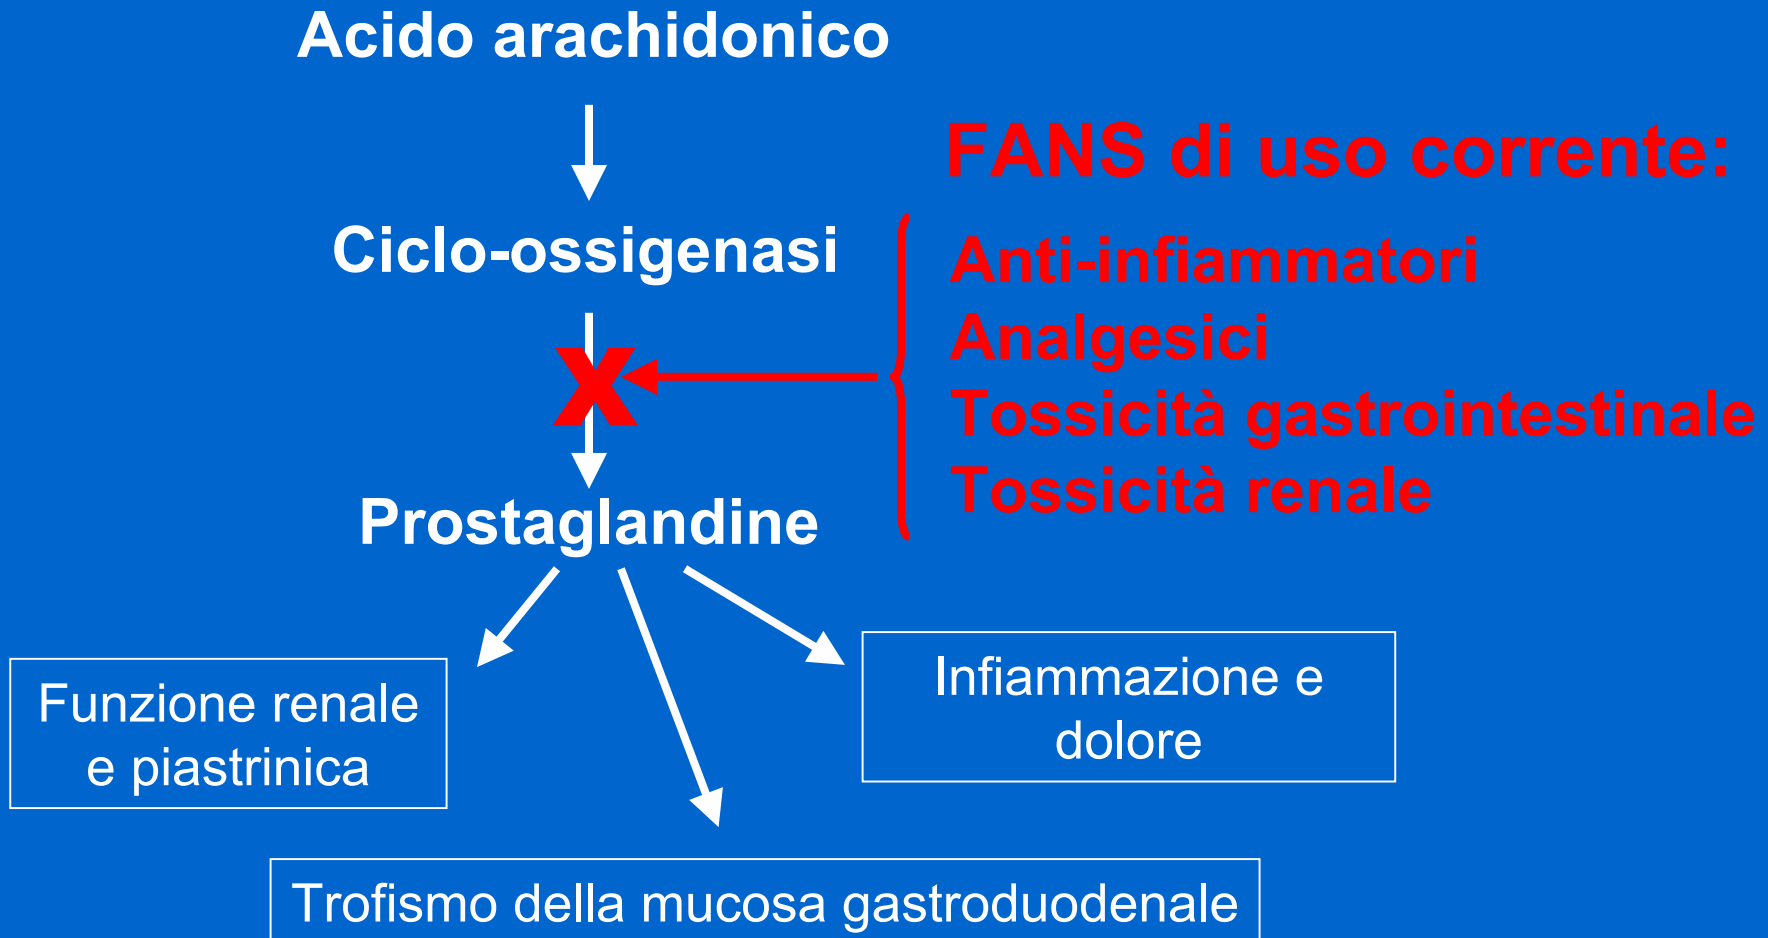 Acido arachidonico
FANS di uso corrente:
Ciclo-ossigenasi
Anti-infiammatori
Analgesici
X
Tossicità gastrointestinale
Tossicità renale
Prostaglandine
Funzione renale
e piastrinica
Infiammazione e
dolore
Trofismo della mucosa gastroduodenale